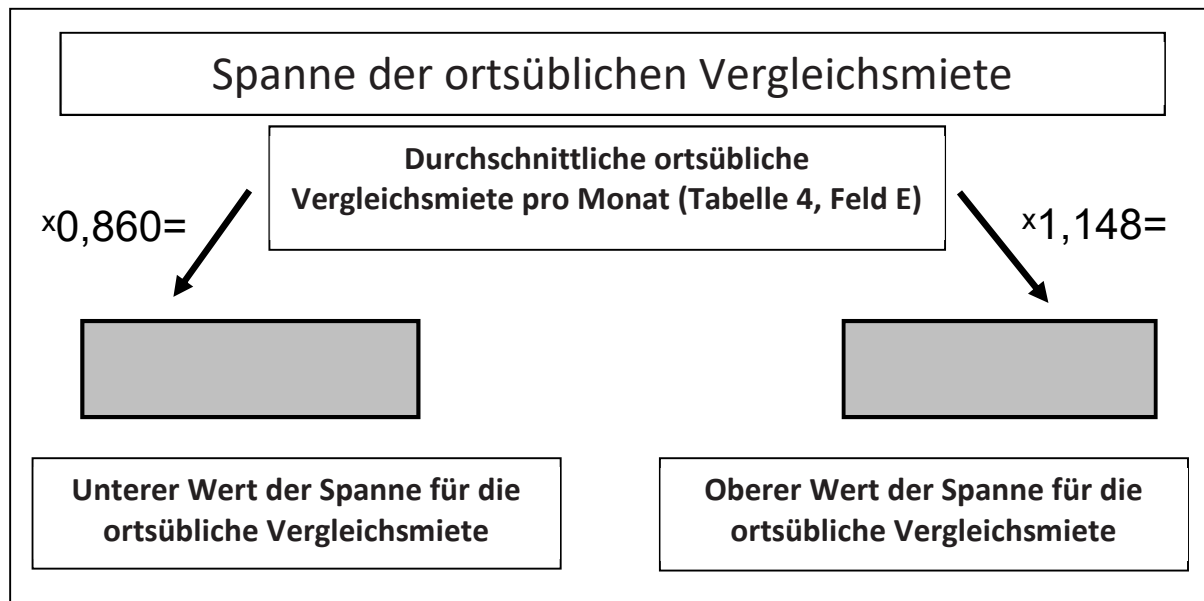 Spanne der ortsüblichen Vergleichsmiete
Durchschnittliche ortsübliche
Vergleichsmiete pro Monat (Tabelle 4, Feld E)
x0,860=
x1,148=
Unterer Wert der Spanne für die
ortsübliche Vergleichsmiete
Oberer Wert der Spanne für die
ortsübliche Vergleichsmiete